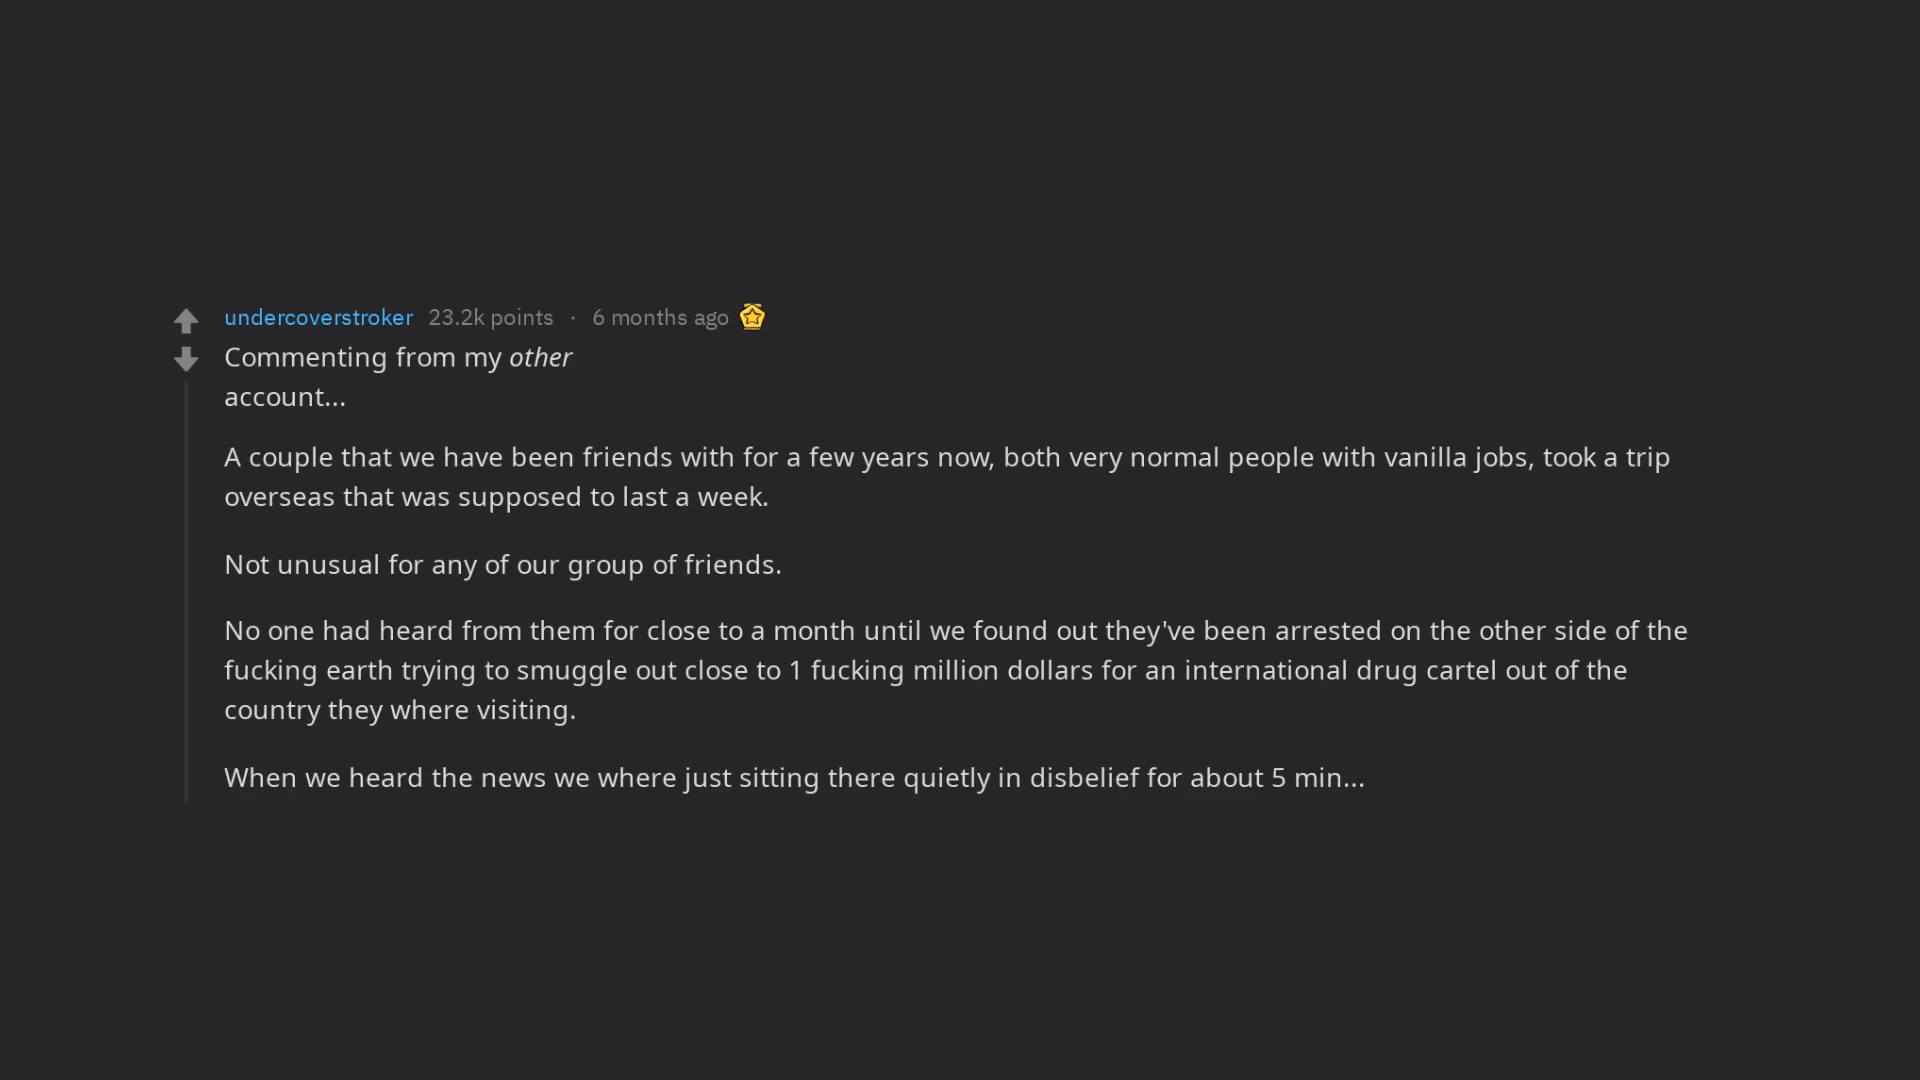 undercoverstroker 23.2k points · 6 months ago
Commenting from my other
account...
A couple that we have been friends with for a few years now, both very normal people with vanilla jobs, took a trip
overseas that was supposed to last a week.
Not unusual for any of our group of friends.
No one had heard from them for close to a month until we found out they've been arrested on the other side of the
fucking earth trying to smuggle out close to 1 fucking million dollars for an international drug cartel out of the
country they where visiting.
When we heard the news we where just sitting there quietly in disbelief for about 5 min...